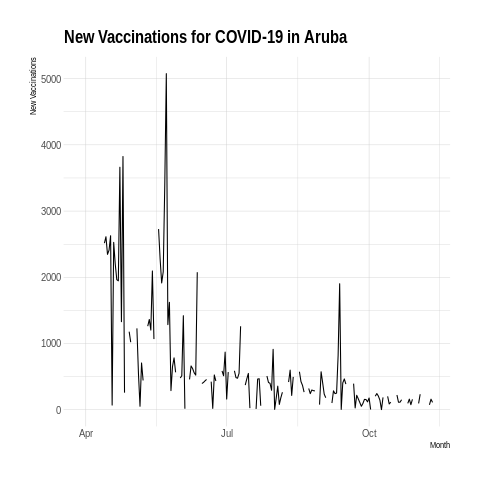 New Vaccinations for COVID-19 in Aruba
New Vaccinations
5000
4000
3000
2000
1000
0
Apr Jul Oct
Month